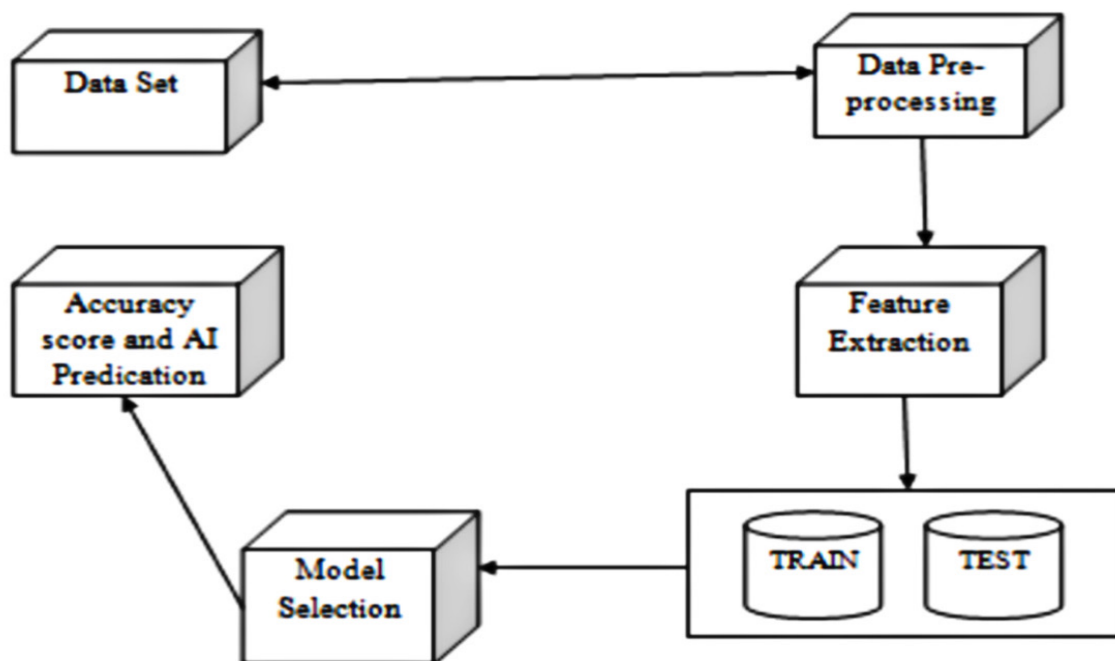 Data Set
Data Pre-
processing
Accuracy
score and AI
Predication
Feature
Extraction
TRAIN
TEST
Model
Selection